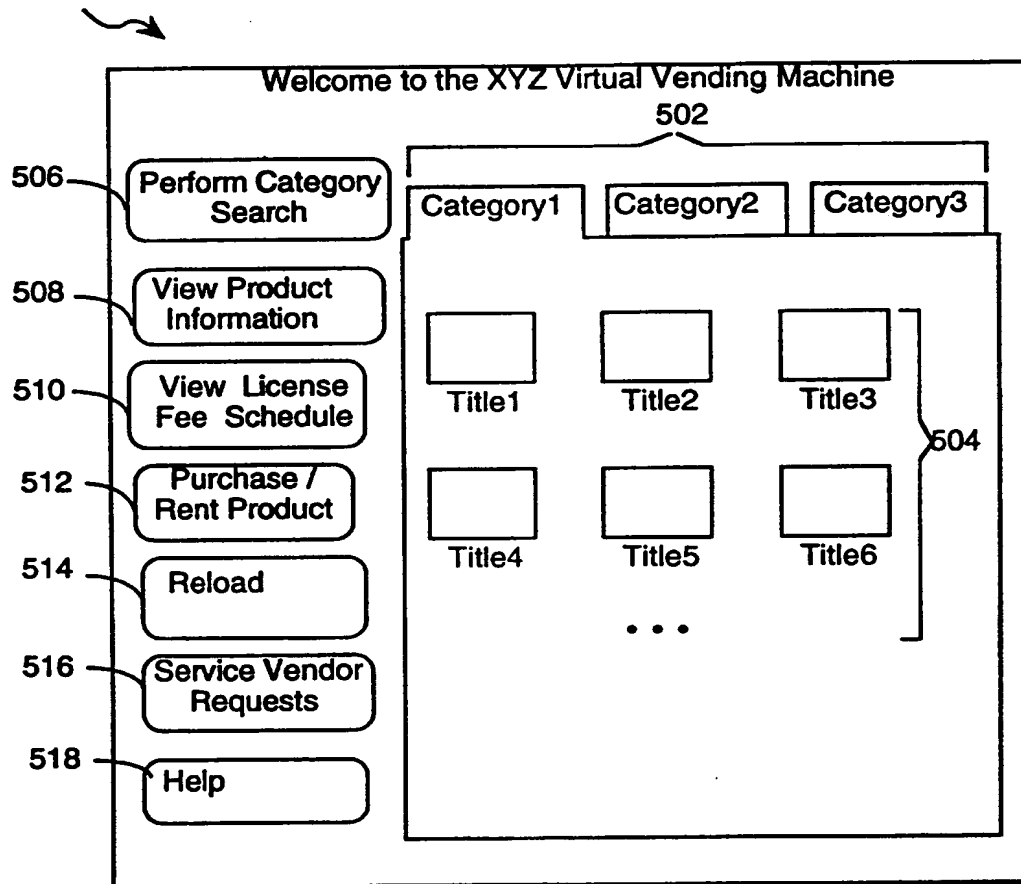 Welcome to the XYZ Virtual Vending Machine
502
506
Perform Category
Search
Category1
Category2
Category3
508
View Product
Information
510
View License
Fee Schedule
Title1
Title2
Title3
504
512
Purchase /
Rent Product
Title4
Title5
Title6
514
Reload
• • •
516
Service Vendor
Requests
518
Help